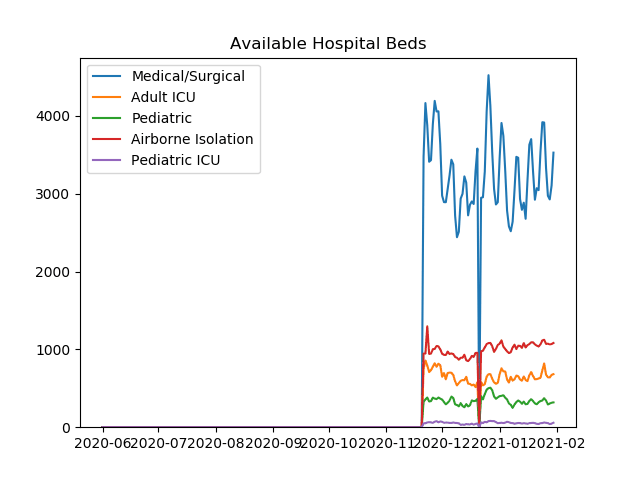 Available Hospital Beds
Medical/Surgical
Adult ICU
Pediatric
Airborne Isolation
Pediatric ICU
4000
3000
2000
1000
0
2020-06 2020-07 2020-08 2020-09 2020-10 2020-11 2020-12 2021-01 2021-02